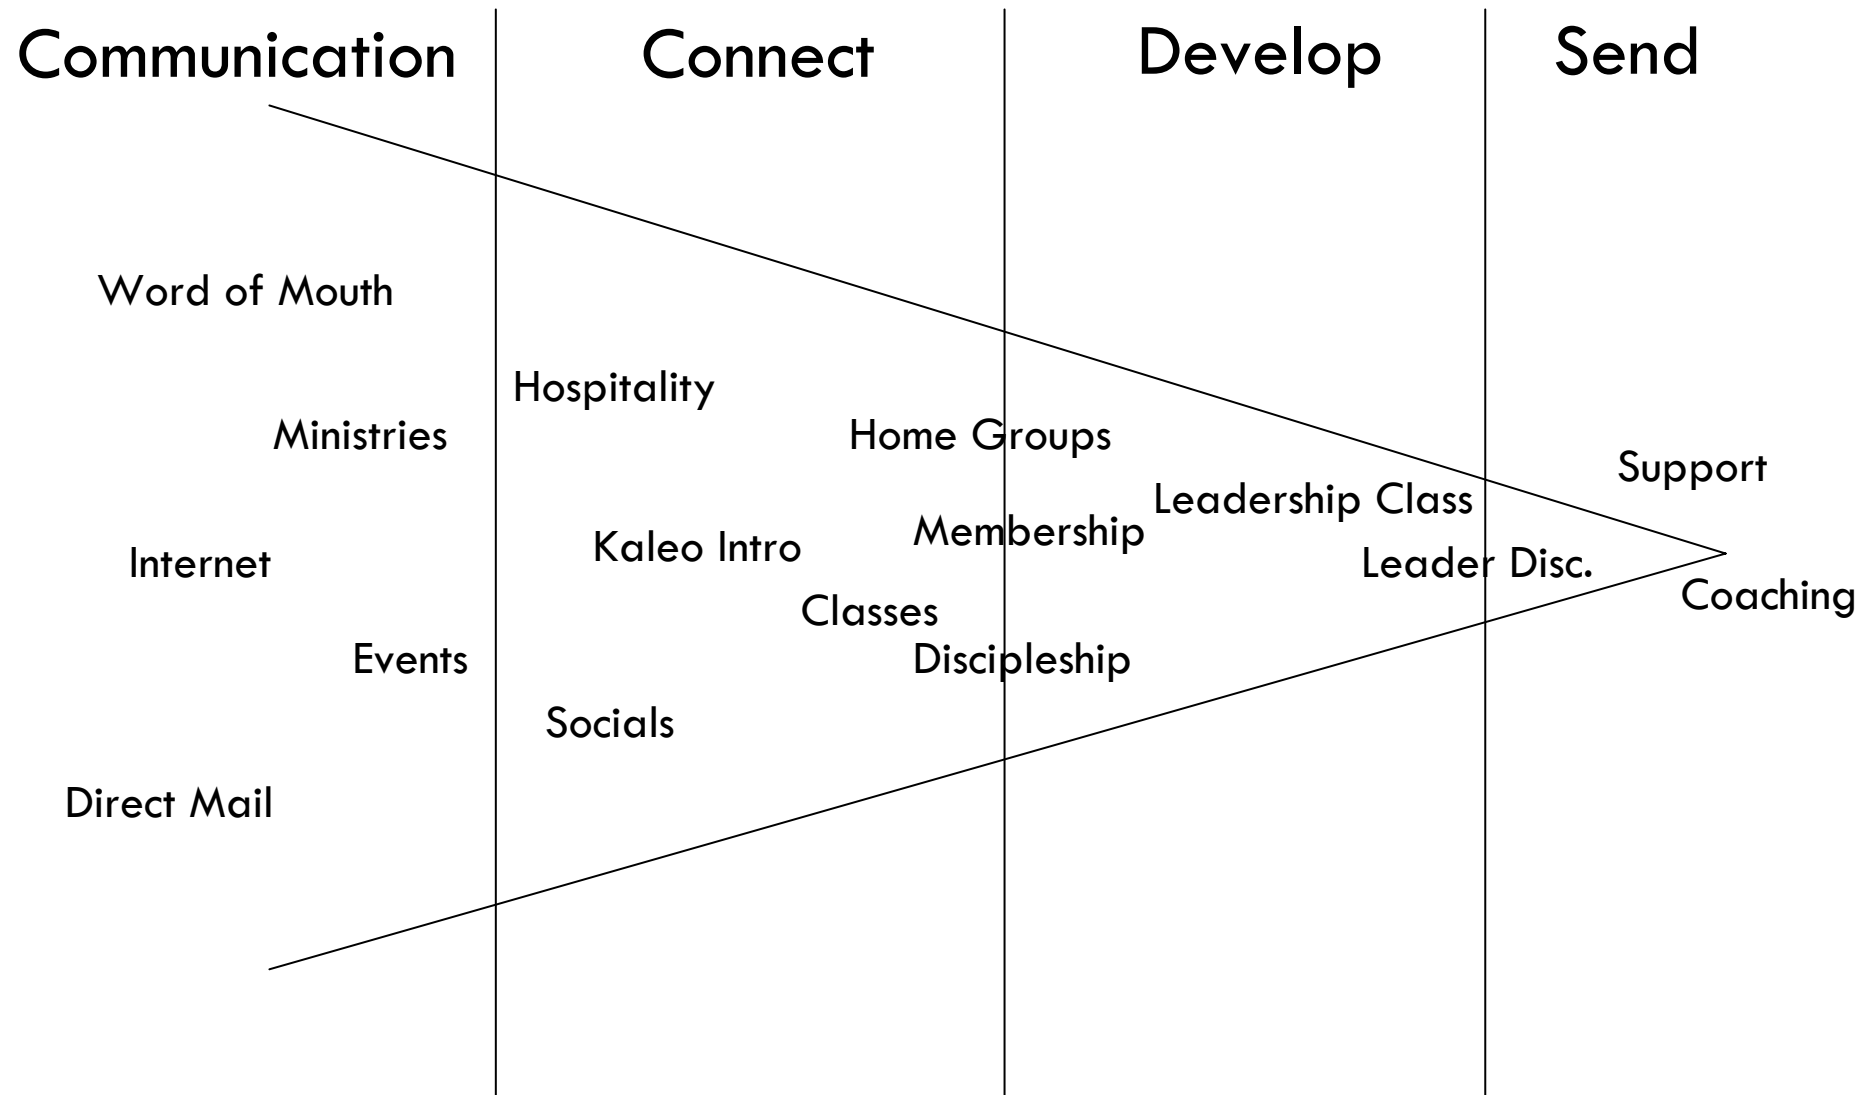 Communication
Connect
Develop
Send
Word of Mouth
Ministries
Internet
Events
Direct Mail
Hospitality
Kaleo Intro
Socials
Home Groups
Membership
Classes
Discipleship
Leadership Class
Leader Disc.
Support
Coaching